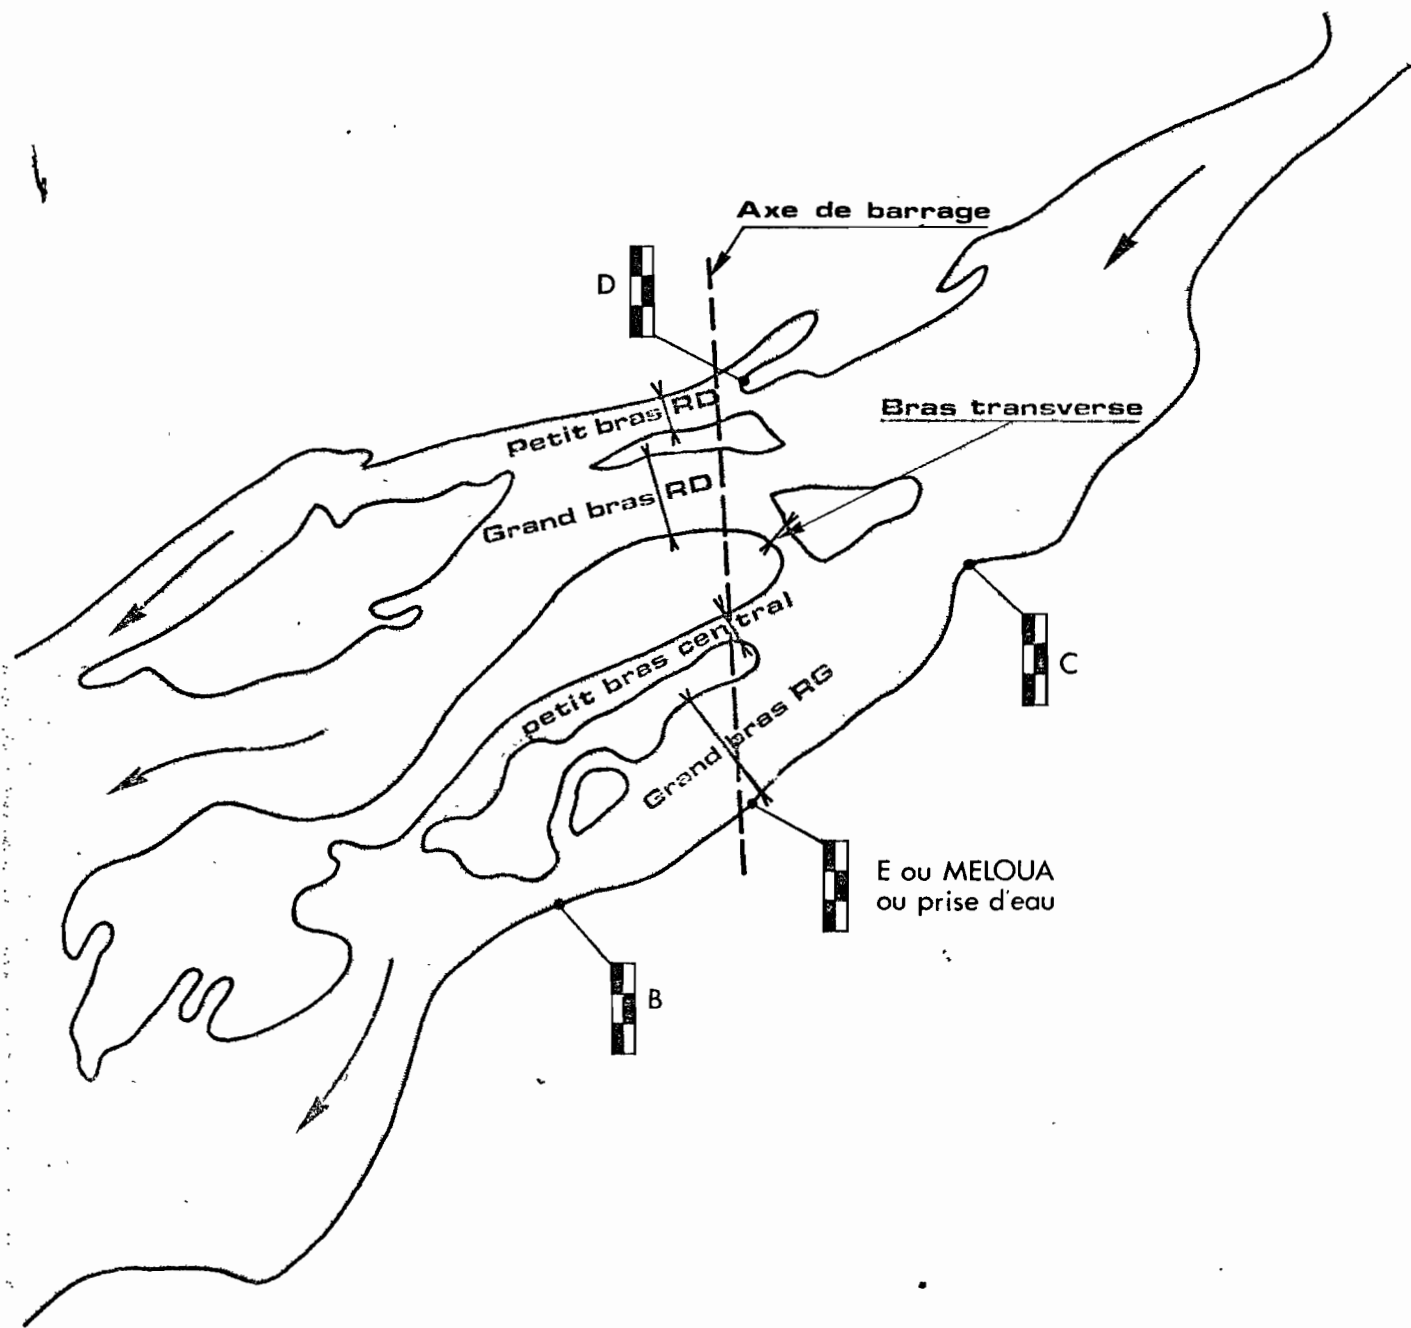 Axe de barrage
D
Bras transverse
Petit bras RD
Grand bras RD
petit bras central
C
Grand bras RG
E ou MELOUA
ou prise d'eau
B